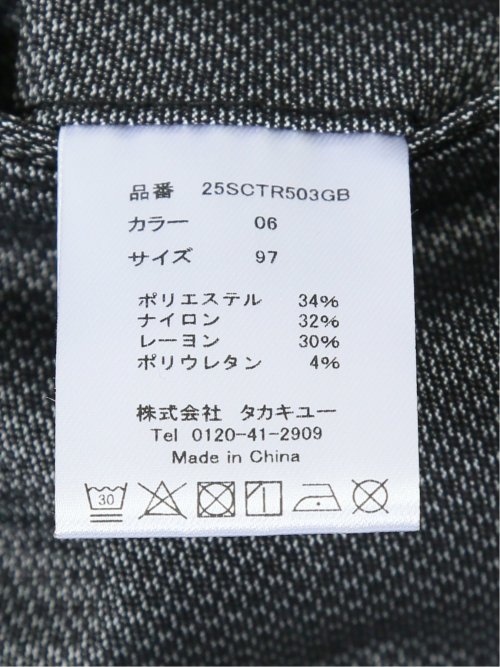 品番 25SCTR503GB
カラー 06
サイズ 97
ポリエステル 34%
ナイロン 32%
レーヨン 30%
ポリウレタン 4%
株式会社 タカキユー
Tel 0120-41-2909
Made in China
30